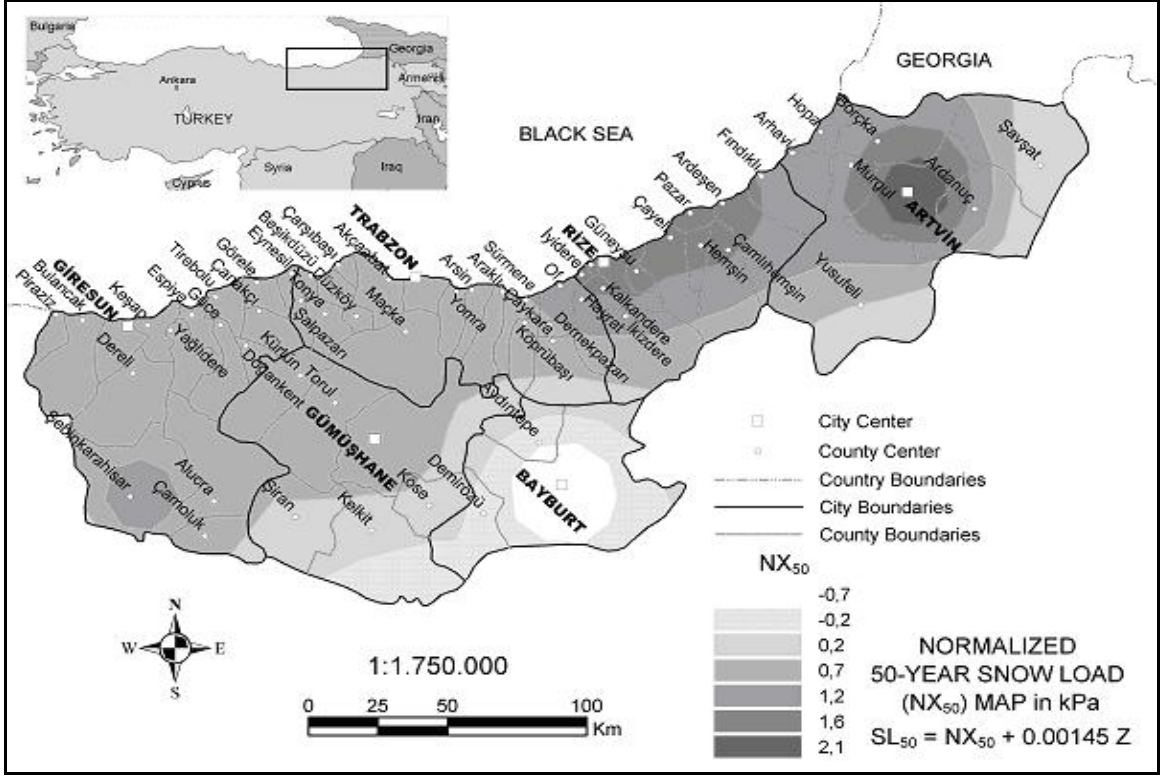 Bulgaria
Georgia
Ankara
Armenia
TURKEY
Iran
Syria
Iraq
Cyprus
GEORGIA
BLACK SEA
Hopa
Borçka
Arhavi
Şavşat
Fındıklı
Murgul
Ardanuç
ARTVİN
Ardeşen
Pazar
Çayeli
Hemşin
Çamlıhemşin
Yusufeli
Güneysu
RİZE
İyidere
Of
Kalkandere
İkizdere
Hayrat
Dernekpazarı
Sürmene
Çaykara
Köprübaşı
Araklı
Arsin
Yomra
TRABZON
Akçaabat
Maçka
Çarşıbaşı
Düzköy
Beşikdüzü
Tonya
Şalpazarı
Eynesil
Görele
Çanakçı
Tirebolu
Güce
Espiye
Yağlıdere
Keşap
GİRESUN
Bulancak
Piraziz
Dereli
Doğankent
Kürtün
Torul
GÜMÜŞHANE
Şebinkarahisar
Alucra
Çamoluk
Şiran
Kelkit
Köse
Demirözü
Aydıntepe
BAYBURT
City Center
County Center
Country Boundaries
City Boundaries
County Boundaries
NX50
-0,7
-0,2
0,2
0,7
1,2
1,6
2,1
NORMALIZED
50-YEAR SNOW LOAD
(NX50) MAP in kPa
SL50 = NX50 + 0.00145 Z
N
W
E
S
1:1.750.000
0 25 50 100
Km